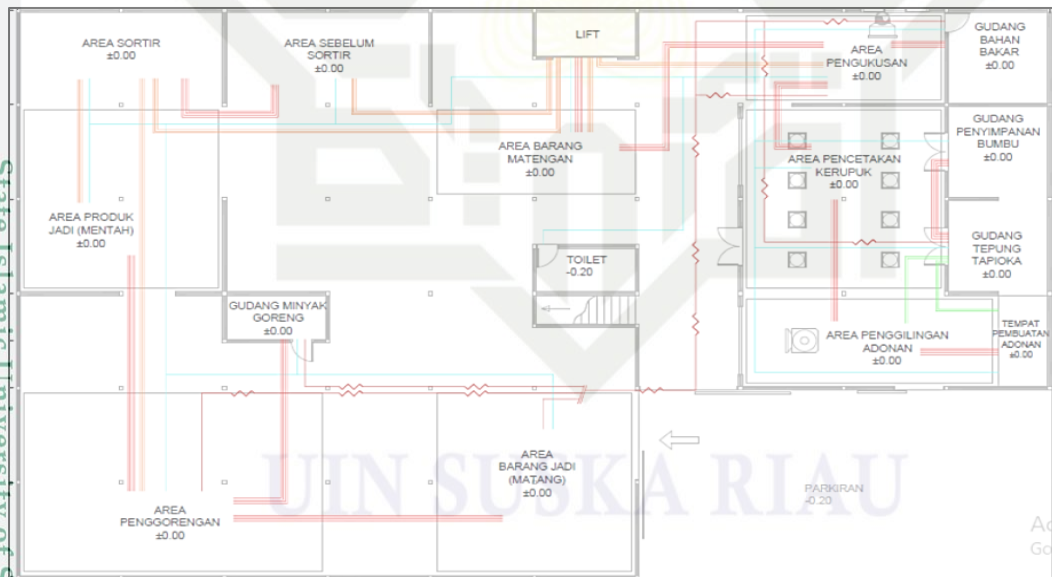 AREA SORTIR
±0.00
AREA SEBELUM
SORTIR
±0.00
LIFT
AREA
PENGUKUSAN
±0.00
GUDANG
BAHAN
BAKAR
±0.00
GUDANG
PENYIMPANAN
BUMBU
±0.00
AREA BARANG
MATENGAN
±0.00
AREA PENCETAKAN
KERUPUK
±0.00
AREA PRODUK
JADI (MENTAH)
±0.00
TOILET
-0.20
GUDANG
TEPUNG
TAPIOKA
±0.00
GUDANG MINYAK
GORENG
±0.00
AREA PENGGILINGAN
ADONAN
±0.00
TEMPAT
PEMBUATAN
ADONAN
±0.00
AREA
BARANG JADI
(MATANG)
±0.00
AREA
PENGGORENGAN
±0.00
PARKIRAN
-0.20
UIN SUSKA RIAU